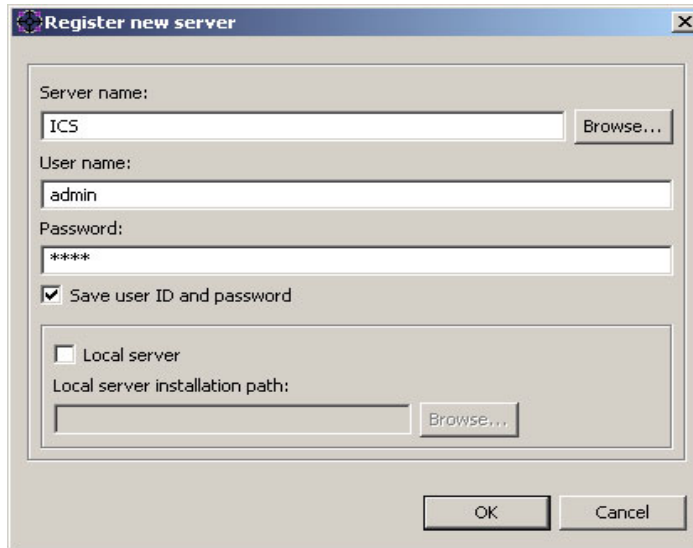 Register new server
Server name:
ICS
Browse...
User name:
admin
Password:
****
Save user ID and password
Local server
Local server installation path:
Browse...
OK
Cancel